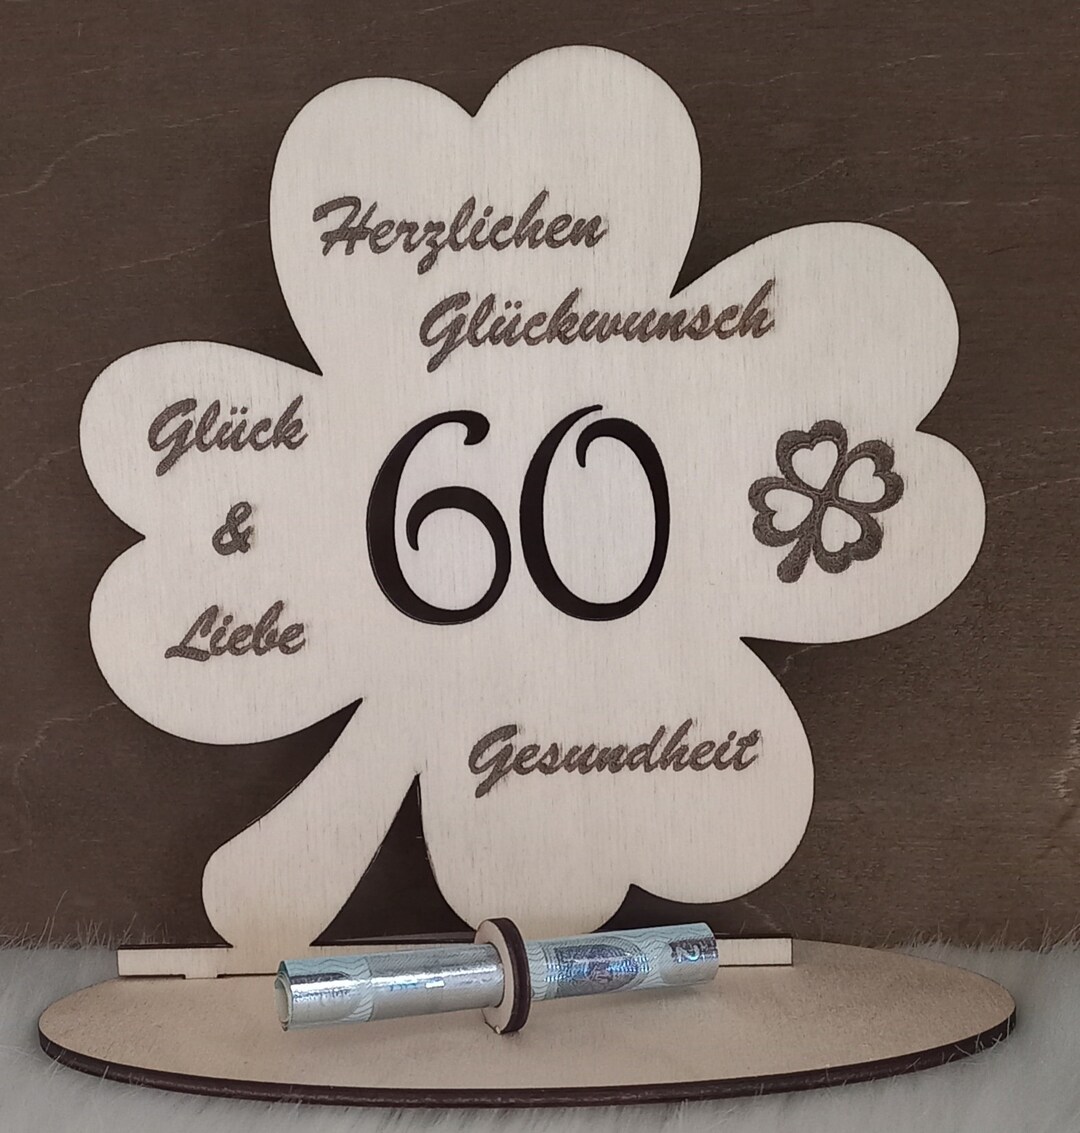 Herzlichen
Glückwunsch
Glück
&
Liebe
60
Gesundheit